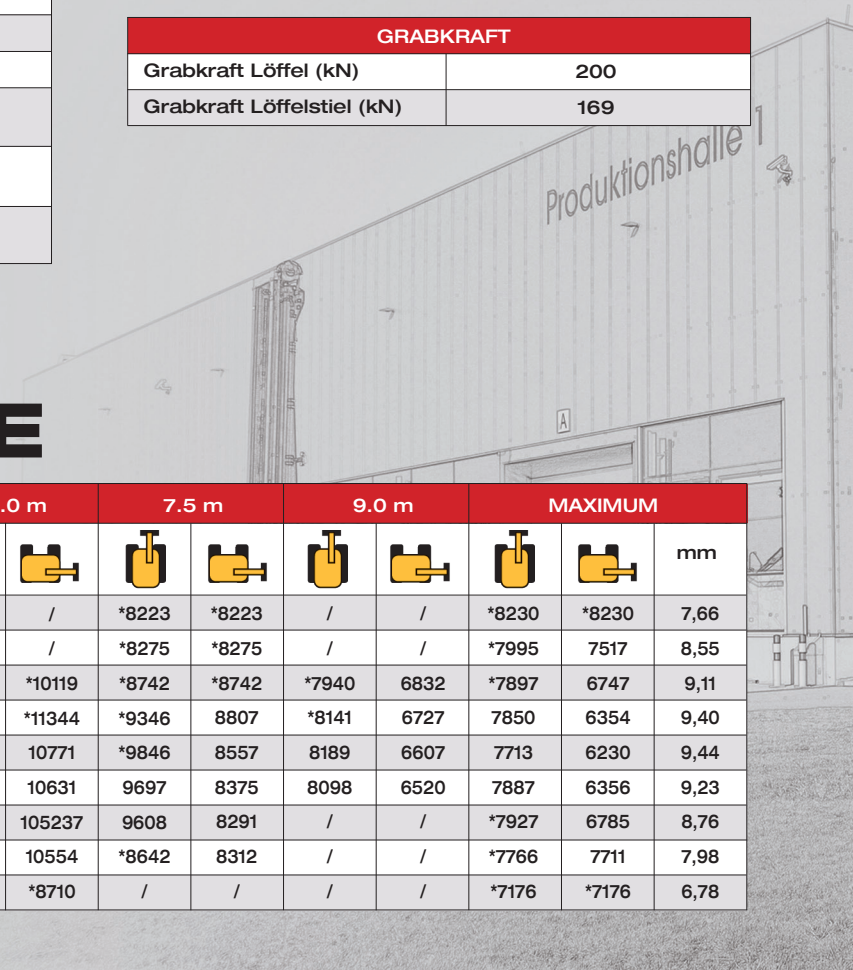 GRABKRAFT
Grabkraft Löffel (kN) 200
Grabkraft Löffelstiel (kN) 169
Produktionshalle 1
A
E
.0 m 7.5 m 9.0 m MAXIMUM
mm
/ *8223 *8223 / / *8230 *8230 7,66
/ *8275 *8275 / / *7995 7517 8,55
*10119 *8742 *8742 *7940 6832 *7897 6747 9,11
*11344 *9346 8807 *8141 6727 7850 6354 9,40
10771 *9846 8557 8189 6607 7713 6230 9,44
10631 9697 8375 8098 6520 7887 6356 9,23
105237 9608 8291 / / *7927 6785 8,76
10554 *8642 8312 / / *7766 7711 7,98
*8710 / / / / *7176 *7176 6,78